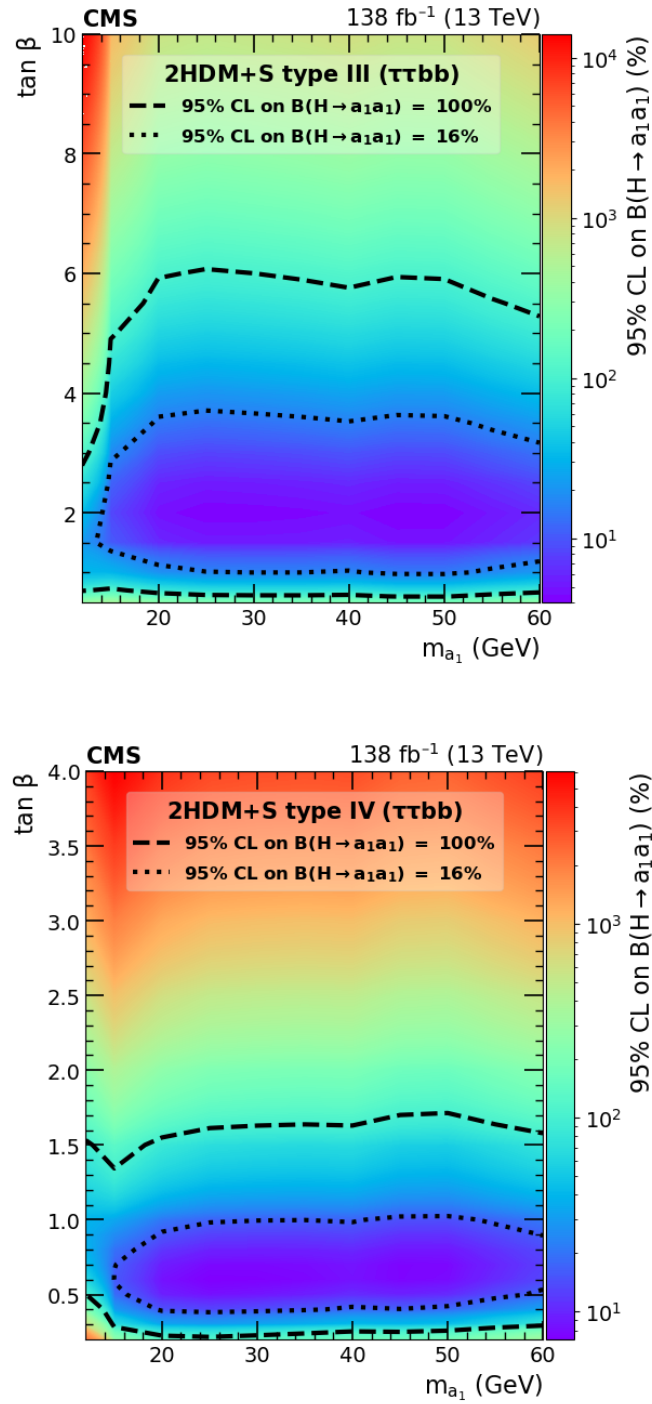 CMS 138 fb⁻¹ (13 TeV)
2HDM+S type III (ττbb)
95% CL on B(H→a₁a₁) = 100%
95% CL on B(H→a₁a₁) = 16%
tan β
10
8
6
4
2
20 30 40 50 60
m_a₁ (GeV)
10⁴
10³
10²
10¹
95% CL on B(H→a₁a₁) (%)
CMS 138 fb⁻¹ (13 TeV)
2HDM+S type IV (ττbb)
95% CL on B(H→a₁a₁) = 100%
95% CL on B(H→a₁a₁) = 16%
tan β
4.0
3.5
3.0
2.5
2.0
1.5
1.0
0.5
20 30 40 50 60
m_a₁ (GeV)
10³
10²
10¹
95% CL on B(H→a₁a₁) (%)